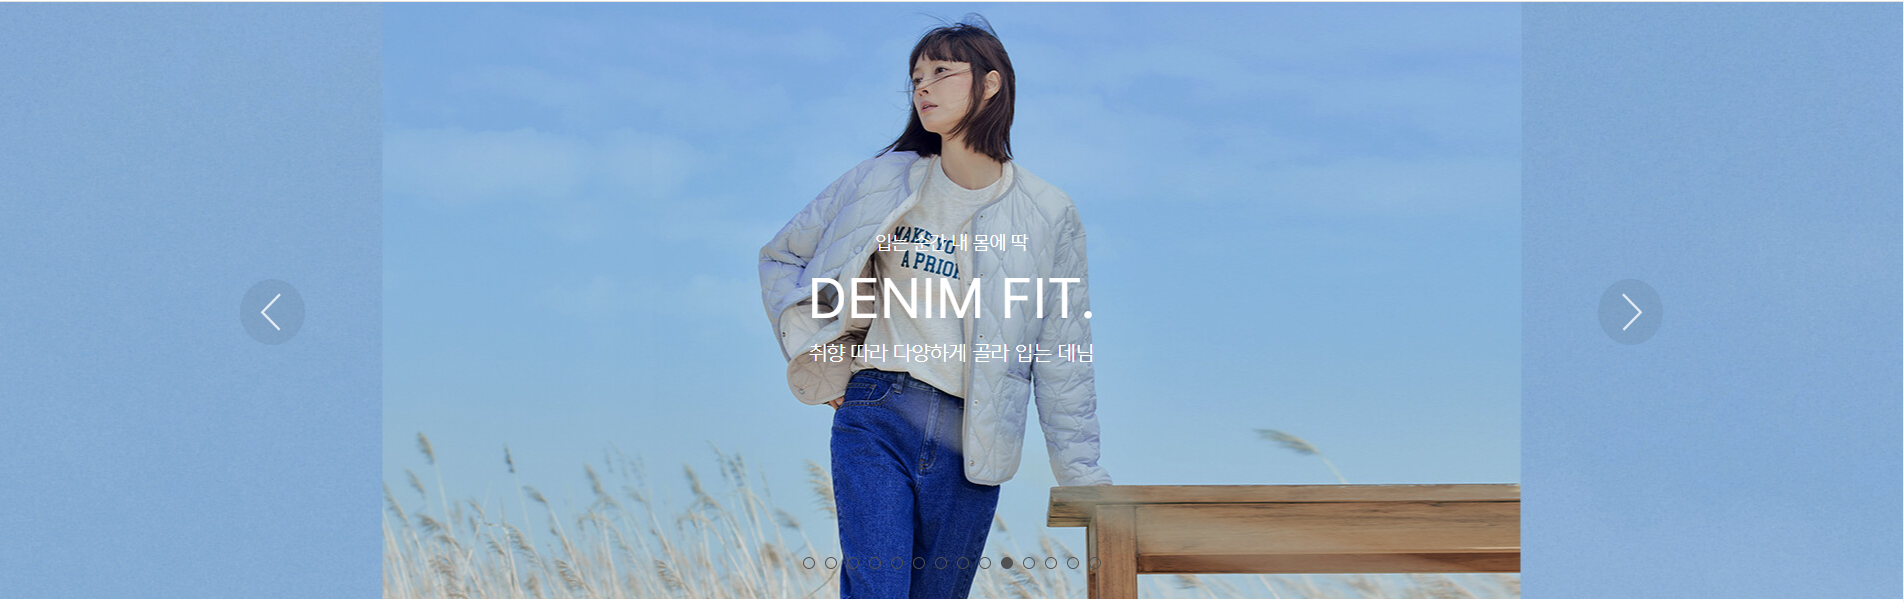 입는 순간 내 몸에 딱
MAKE YO
A PRIOR
DENIM FIT.
취향 따라 다양하게 골라 입는 데님